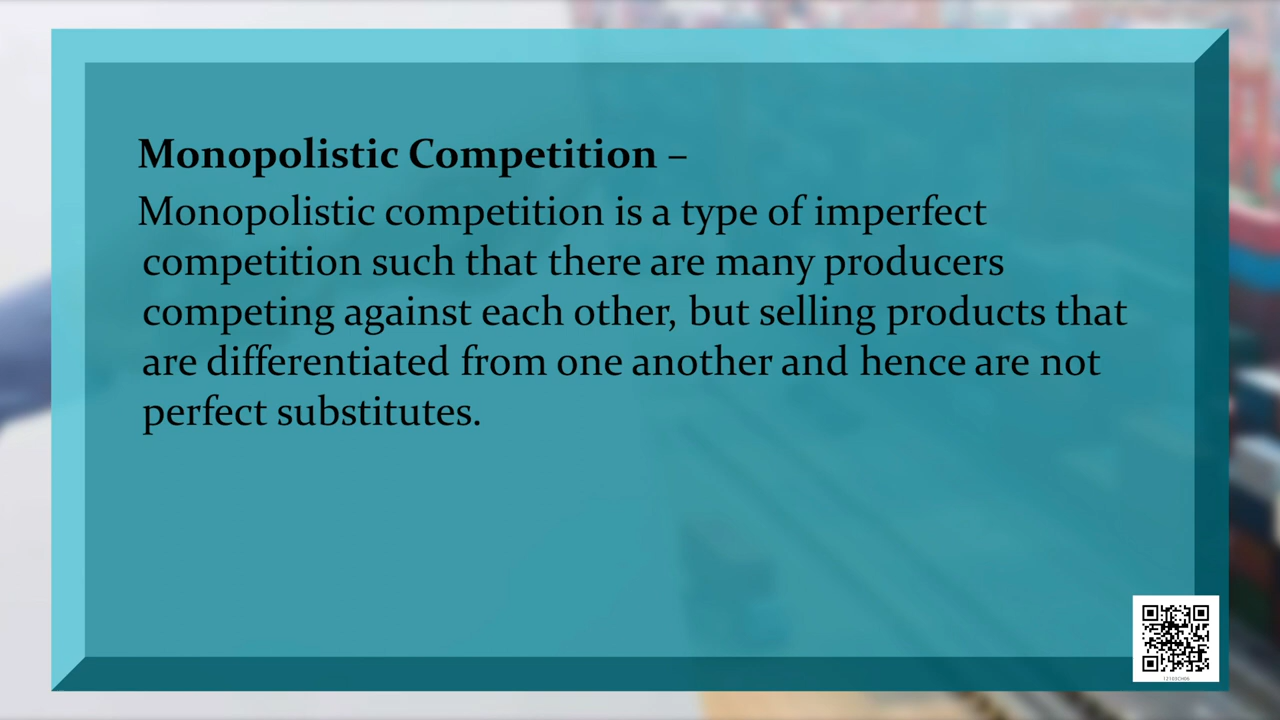 Monopolistic Competition –
Monopolistic competition is a type of imperfect
competition such that there are many producers
competing against each other, but selling products that
are differentiated from one another and hence are not
perfect substitutes.